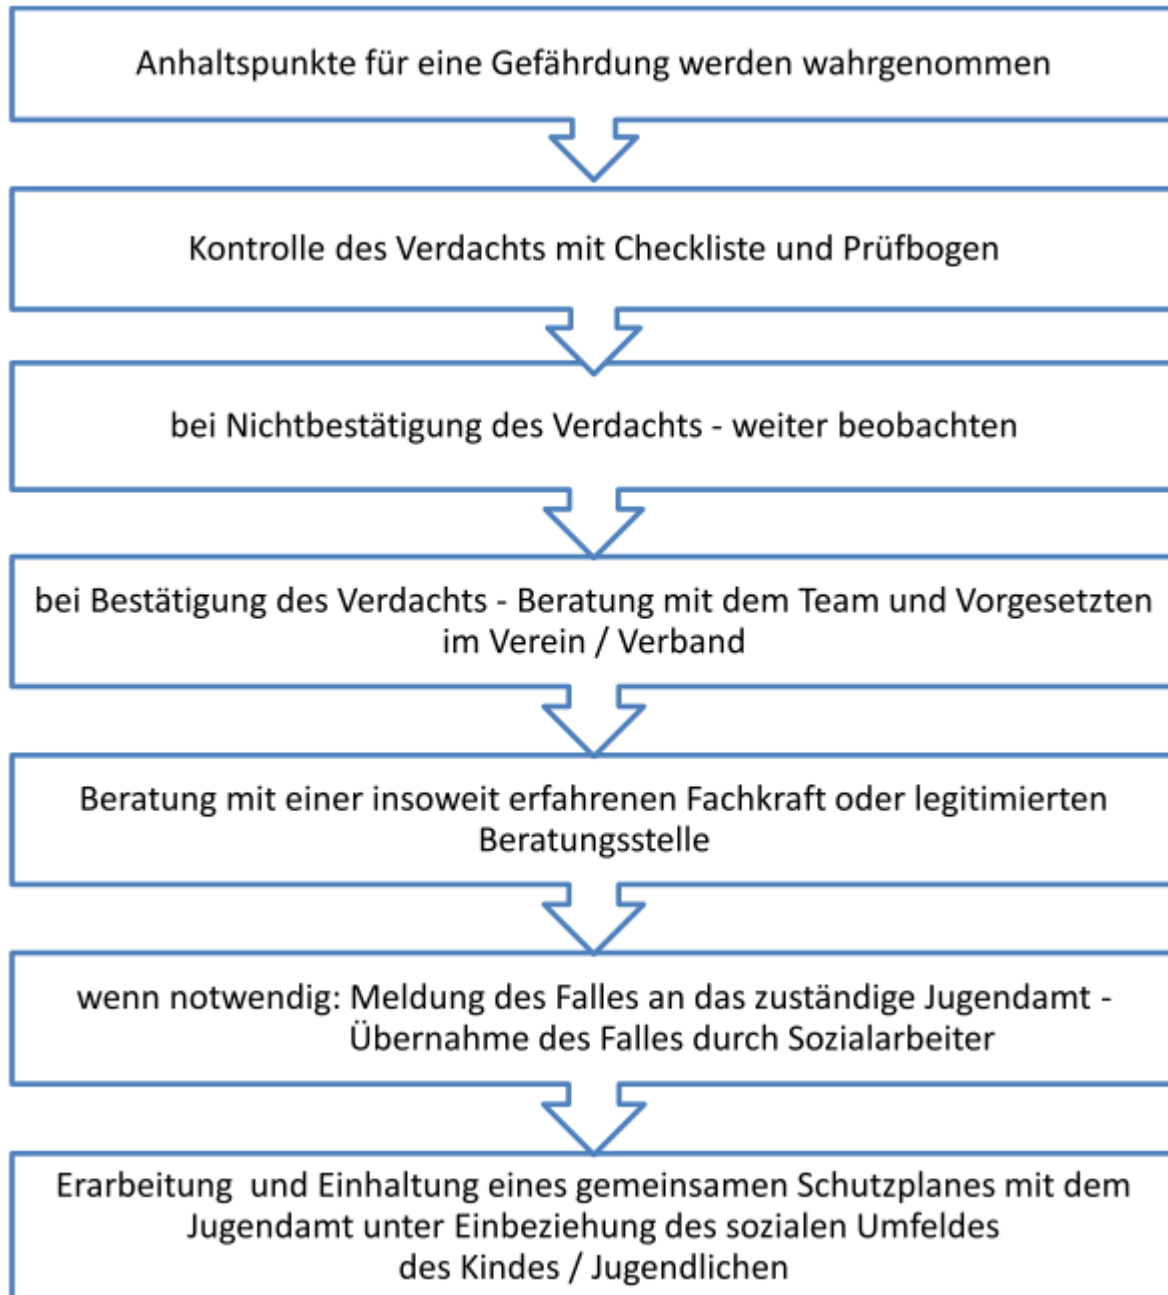 Anhaltspunkte für eine Gefährdung werden wahrgenommen
Kontrolle des Verdachts mit Checkliste und Prüfbogen
bei Nichtbestätigung des Verdachts - weiter beobachten
bei Bestätigung des Verdachts - Beratung mit dem Team und Vorgesetzten
im Verein / Verband
Beratung mit einer insoweit erfahrenen Fachkraft oder legitimierten
Beratungsstelle
wenn notwendig: Meldung des Falles an das zuständige Jugendamt -
Übernahme des Falles durch Sozialarbeiter
Erarbeitung und Einhaltung eines gemeinsamen Schutzplanes mit dem
Jugendamt unter Einbeziehung des sozialen Umfeldes
des Kindes / Jugendlichen